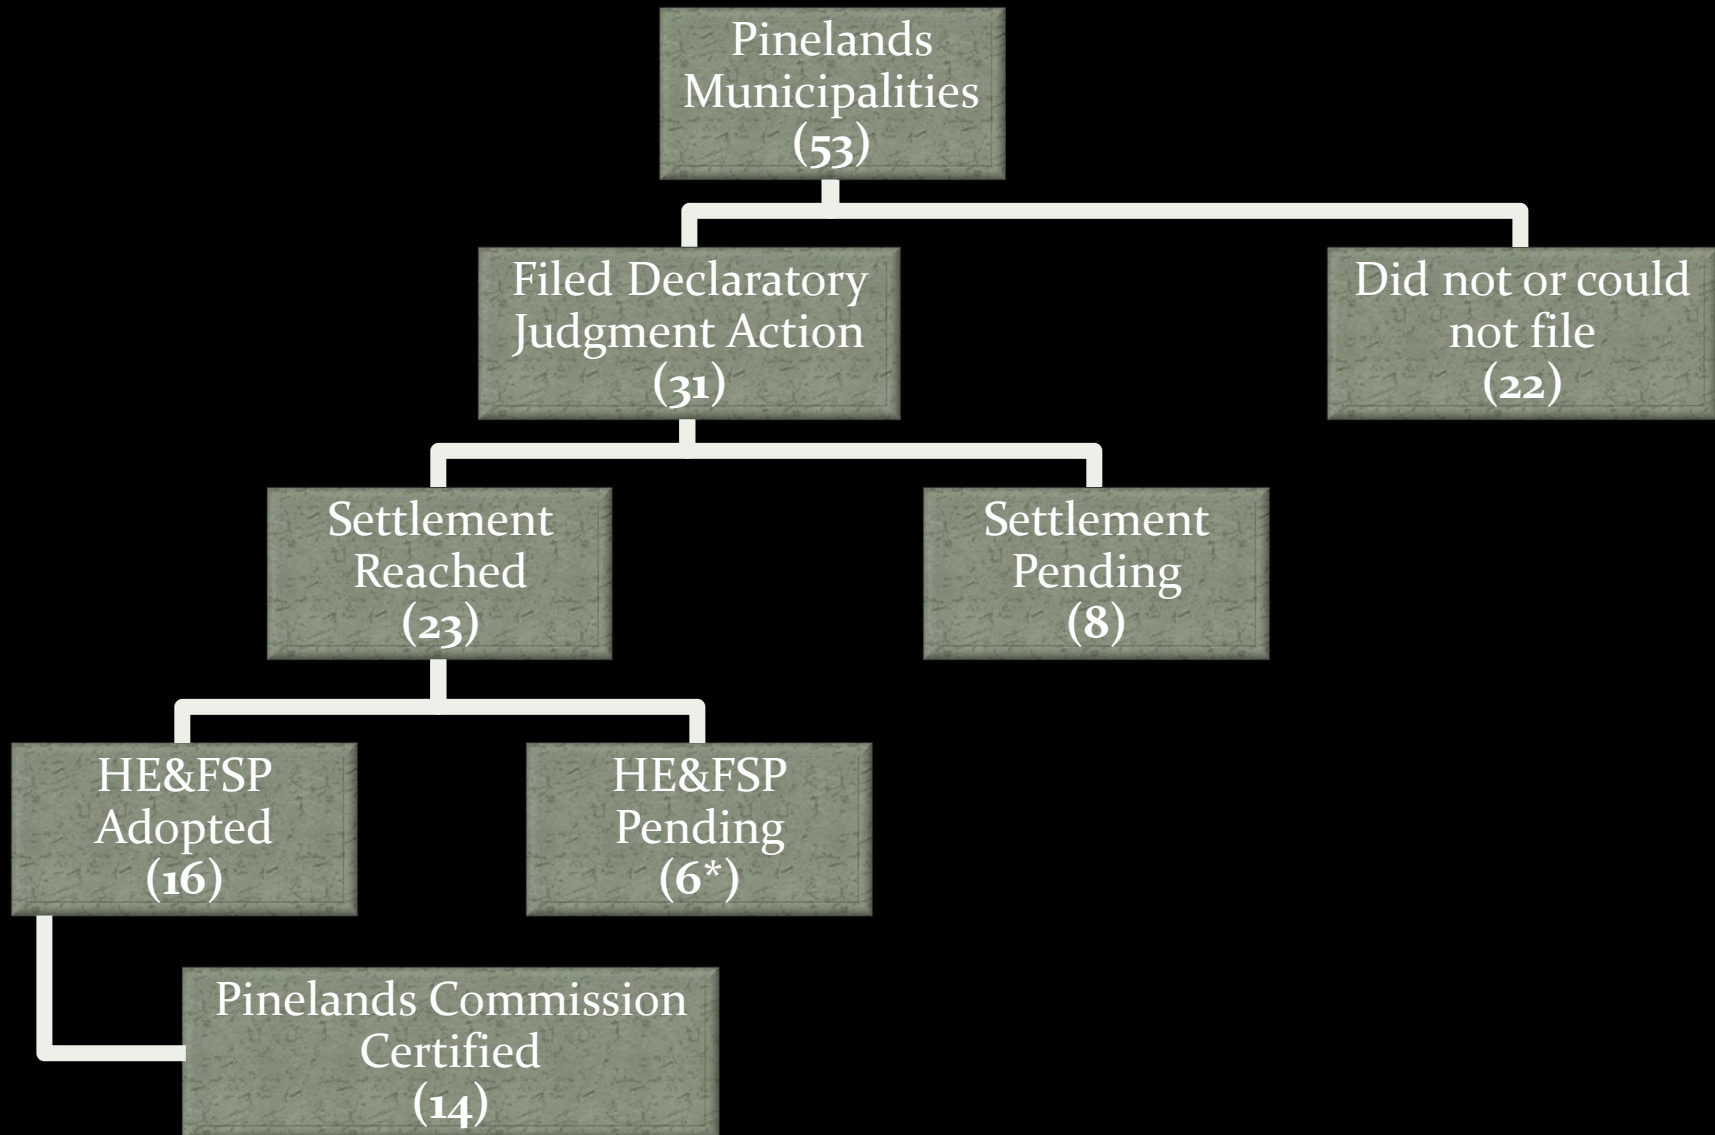 Pinelands
Municipalities
(53)
Filed Declaratory
Judgment Action
(31)
Did not or could
not file
(22)
Settlement
Reached
(23)
Settlement
Pending
(8)
HE&FSP
Adopted
(16)
HE&FSP
Pending
(6*)
Pinelands Commission
Certified
(14)